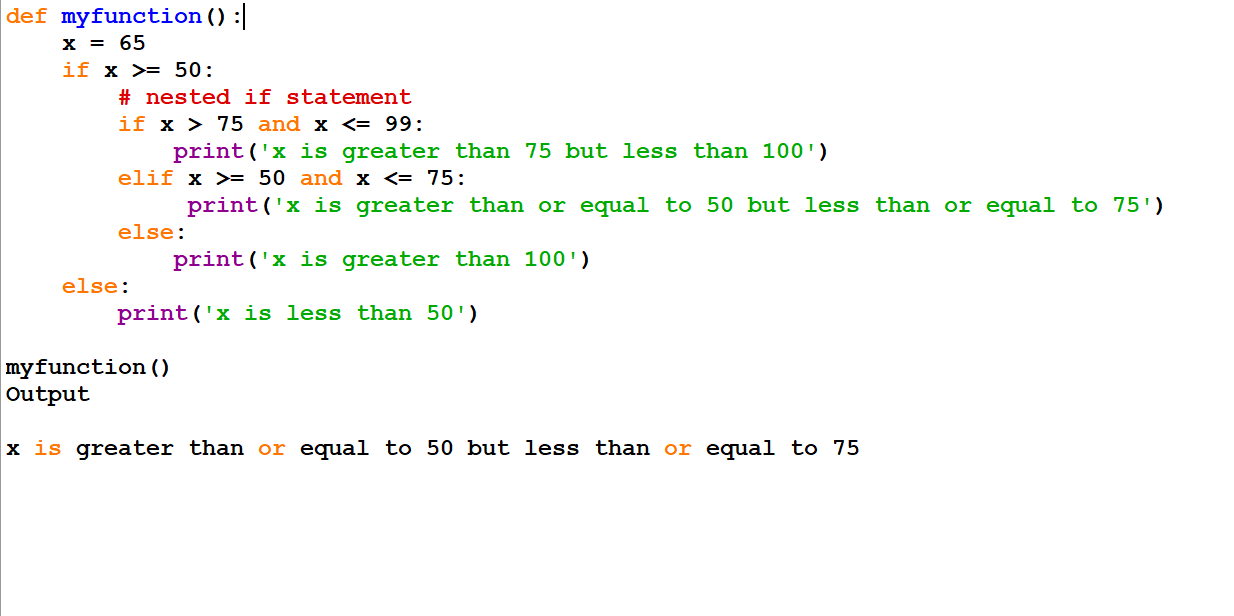 def myfunction():
    x = 65
    if x >= 50:
        # nested if statement
        if x > 75 and x <= 99:
            print('x is greater than 75 but less than 100')
        elif x >= 50 and x <= 75:
             print('x is greater than or equal to 50 but less than or equal to 75')
        else:
            print('x is greater than 100')
    else:
        print('x is less than 50')

myfunction()
Output

x is greater than or equal to 50 but less than or equal to 75